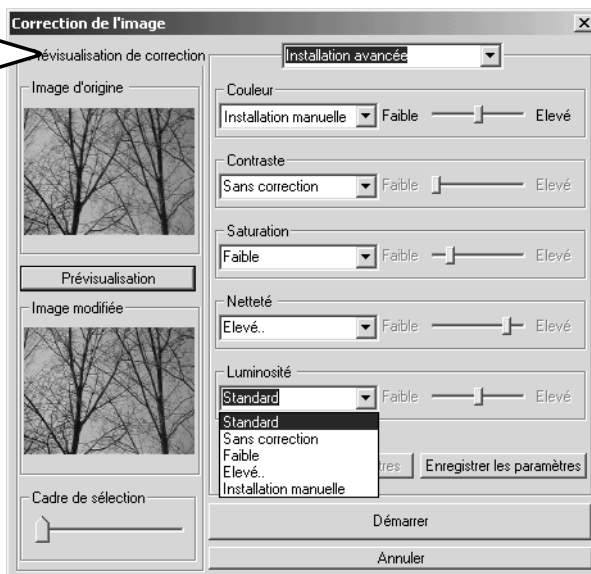 Correction de l'image
Prévisualisation de correction
Installation avancée
Image d'origine
Prévisualisation
Image modifiée
Cadre de sélection
Couleur
Installation manuelle Faible Elevé
Contraste
Sans correction Faible Elevé
Saturation
Faible Faible Elevé
Netteté
Elevé.. Faible Elevé
Luminosité
Standard Faible Elevé
Standard
Sans correction
Faible
Elevé..
Installation manuelle
Enregistrer les paramètres
Démarrer
Annuler